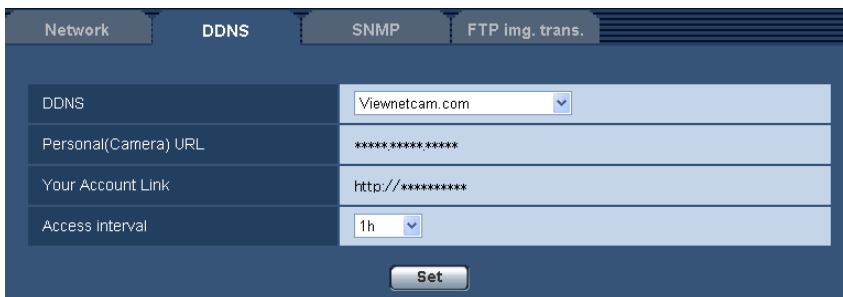 Network DDNS SNMP FTP img. trans.
DDNS Viewnetcam.com
Personal(Camera) URL *****.*****.*****
Your Account Link http://**********
Access interval 1h
Set